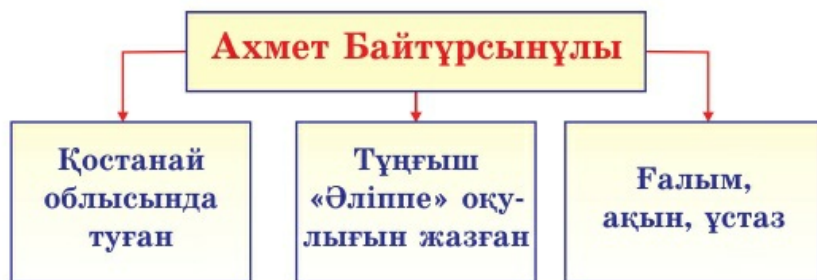 Ахмет Байтұрсынұлы
Қостанай
облысында
туған
Тұңғыш
«Әліппе» оқу-
лығын жазған
Ғалым,
ақын, ұстаз